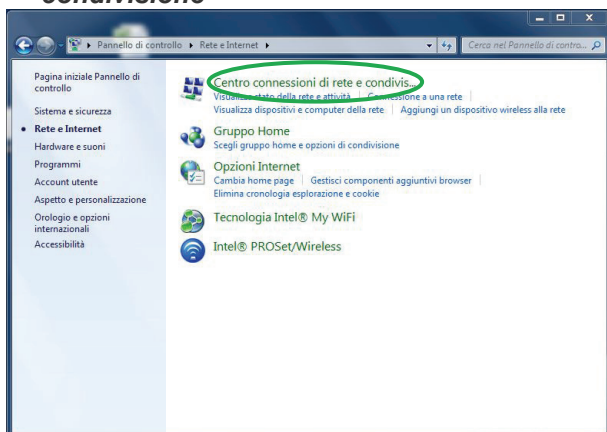 condivisione
Pannello di controllo ▸ Rete e Internet ▸
Cerca nel Pannello di contro...
Pagina iniziale Pannello di
controllo
Sistema e sicurezza
Rete e Internet
Hardware e suoni
Programmi
Account utente
Aspetto e personalizzazione
Orologio e opzioni
internazionali
Accessibilità
Centro connessioni di rete e condivis...
Visualizza stato della rete e attività | Connessione a una rete
Visualizza dispositivi e computer della rete | Aggiungi un dispositivo wireless alla rete
Gruppo Home
Scegli gruppo home e opzioni di condivisione
Opzioni Internet
Cambia home page | Gestisci componenti aggiuntivi browser
Elimina cronologia esplorazione e cookie
Tecnologia Intel® My WiFi
Intel® PROSet/Wireless